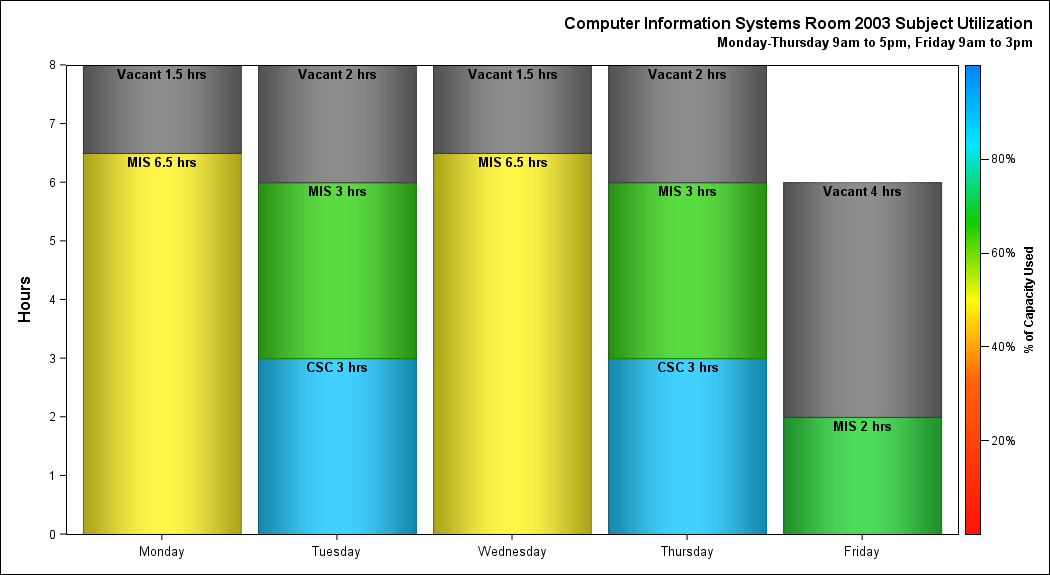 Computer Information Systems Room 2003 Subject Utilization
Monday-Thursday 9am to 5pm, Friday 9am to 3pm
Hours
8
7
6
5
4
3
2
1
0
Vacant 1.5 hrs
MIS 6.5 hrs
Vacant 2 hrs
MIS 3 hrs
CSC 3 hrs
Vacant 1.5 hrs
MIS 6.5 hrs
Vacant 2 hrs
MIS 3 hrs
CSC 3 hrs
Vacant 4 hrs
MIS 2 hrs
Monday
Tuesday
Wednesday
Thursday
Friday
80%
60%
40%
20%
% of Capacity Used